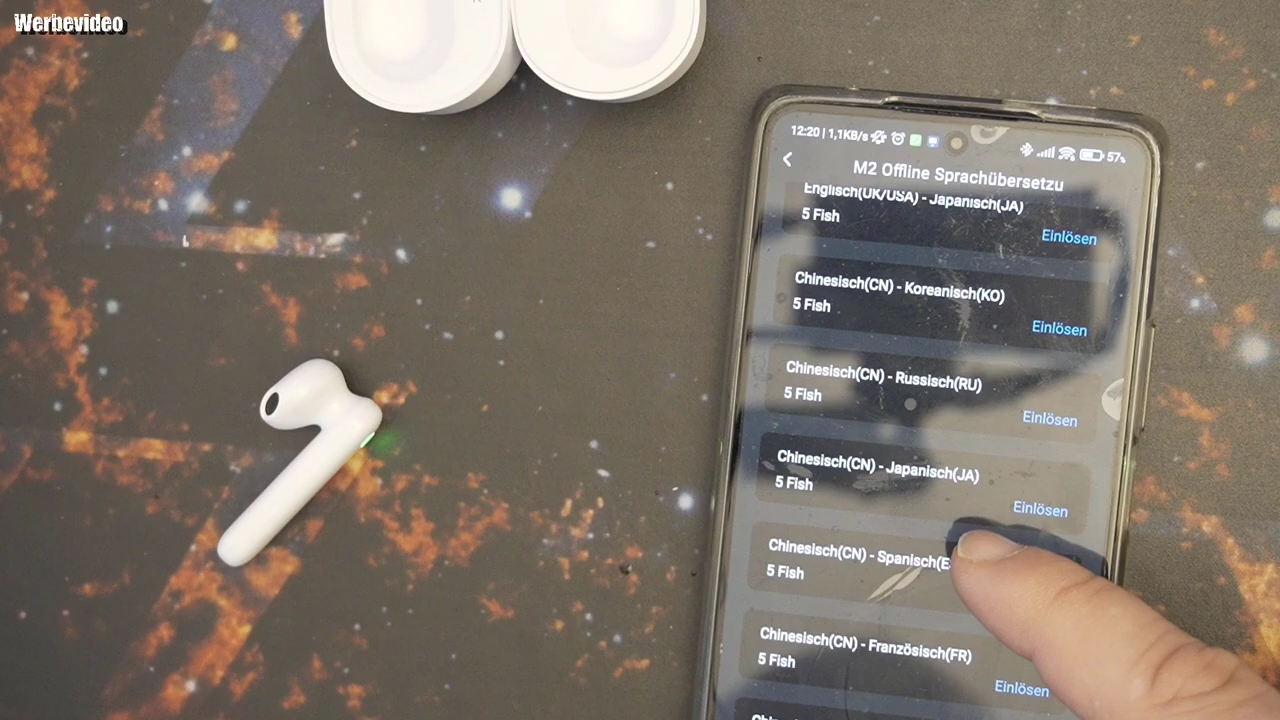 Werbevideo
12:20 | 1,1KB/s
57%
M2 Offline Sprachübersetzu
Englisch(UK/USA) - Japanisch(JA)
5 Fish
Einlösen
Chinesisch(CN) - Koreanisch(KO)
5 Fish
Einlösen
Chinesisch(CN) - Russisch(RU)
5 Fish
Einlösen
Chinesisch(CN) - Japanisch(JA)
5 Fish
Einlösen
Chinesisch(CN) - Spanisch(E
5 Fish
Chinesisch(CN) - Französisch(FR)
5 Fish
Einlösen